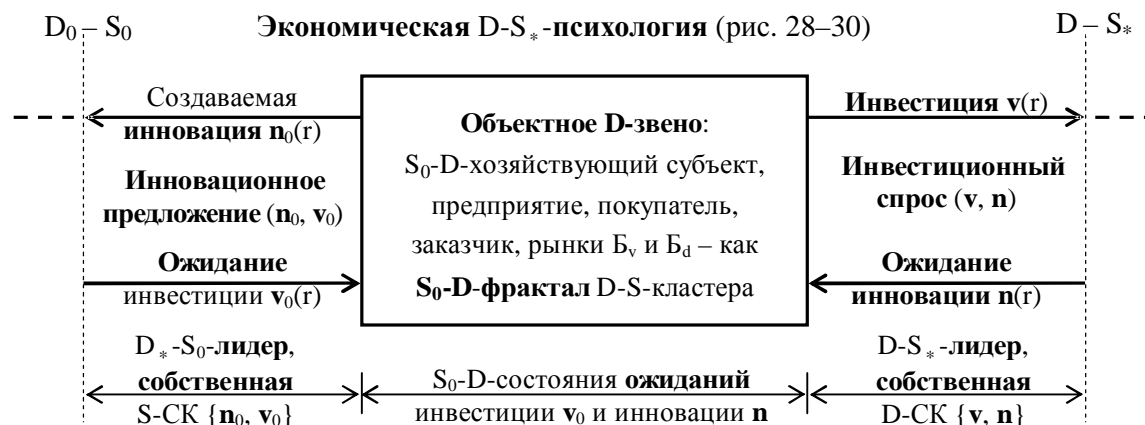 D₀ – S₀
Экономическая D-S*-психология (рис. 28–30)
D – S*
Создаваемая
инновация n₀(r)
Инновационное
предложение (n₀, v₀)
Ожидание
инвестиции v₀(r)
Объектное D-звено:
S₀-D-хозяйствующий субъект,
предприятие, покупатель,
заказчик, рынки Бᵥ и Б_d – как
S₀-D-фрактал D-S-кластера
Инвестиция v(r)
Инвестиционный
спрос (v, n)
Ожидание
инновации n(r)
D*-S₀-лидер,
собственная
S-СК {n₀, v₀}
S₀-D-состояния ожиданий
инвестиции v₀ и инновации n
D-S*-лидер,
собственная
D-СК {v, n}